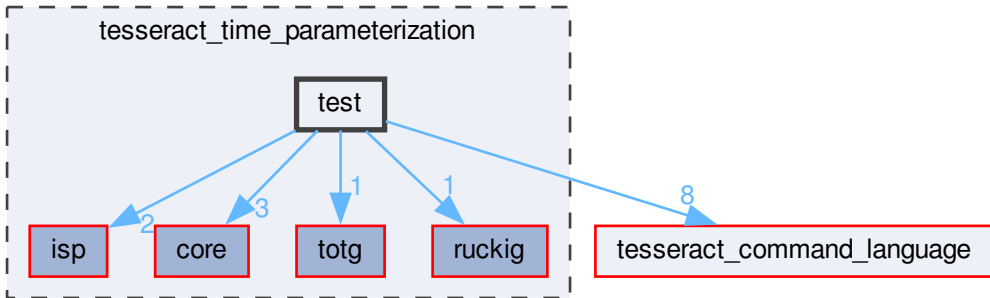 tesseract_time_parameterization
test
2
3
1
1
8
isp
core
totg
ruckig
tesseract_command_language